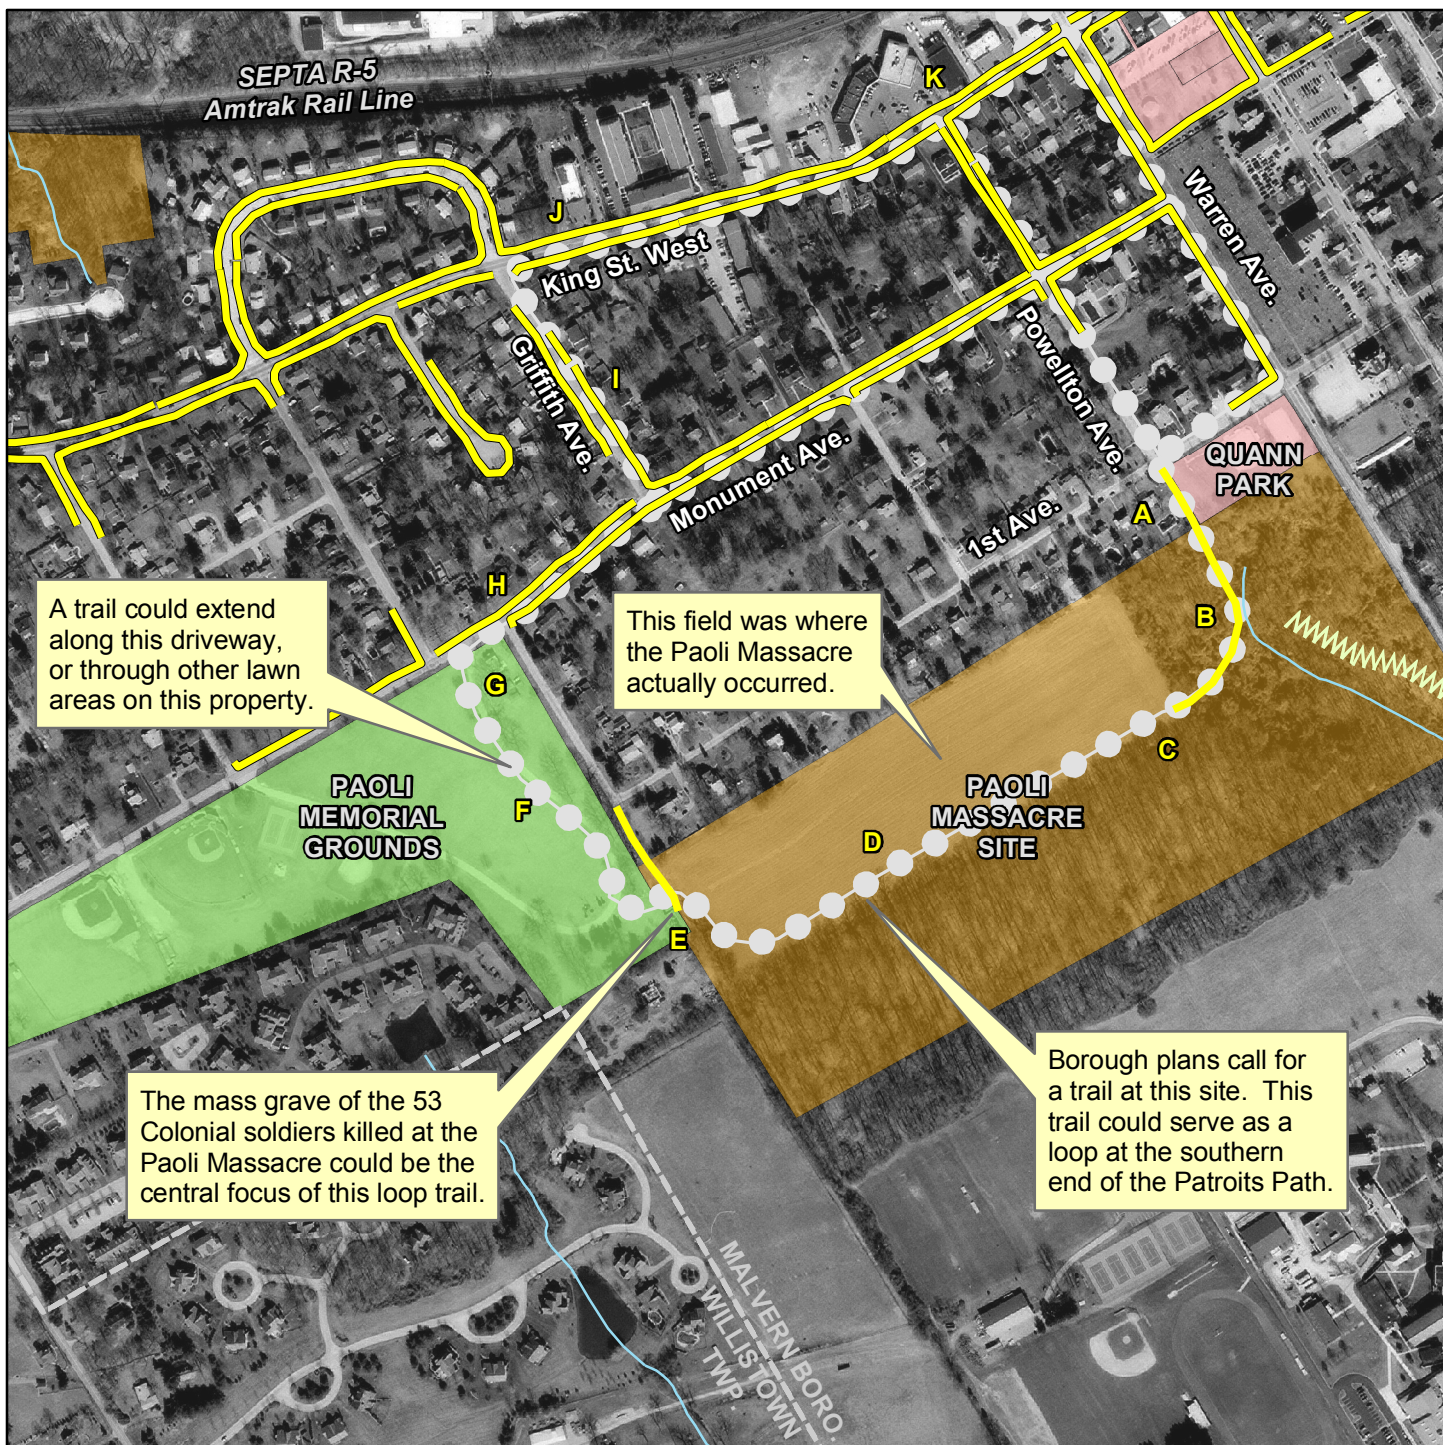 SEPTA R-5
Amtrak Rail Line
K
J
King St. West
Warren Ave.
I
Griffith Ave.
Powellton Ave.
Monument Ave.
QUANN
PARK
A
1st Ave.
H
B
A trail could extend
along this driveway,
or through other lawn
areas on this property.
This field was where
the Paoli Massacre
actually occurred.
G
C
PAOLI
MEMORIAL
GROUNDS
F
PAOLI
MASSACRE
SITE
D
E
The mass grave of the 53
Colonial soldiers killed at the
Paoli Massacre could be the
central focus of this loop trail.
Borough plans call for
a trail at this site.  This
trail could serve as a
loop at the southern
end of the Patroits Path.
MALVERN BORO.
WILLISTOWN
TWP.